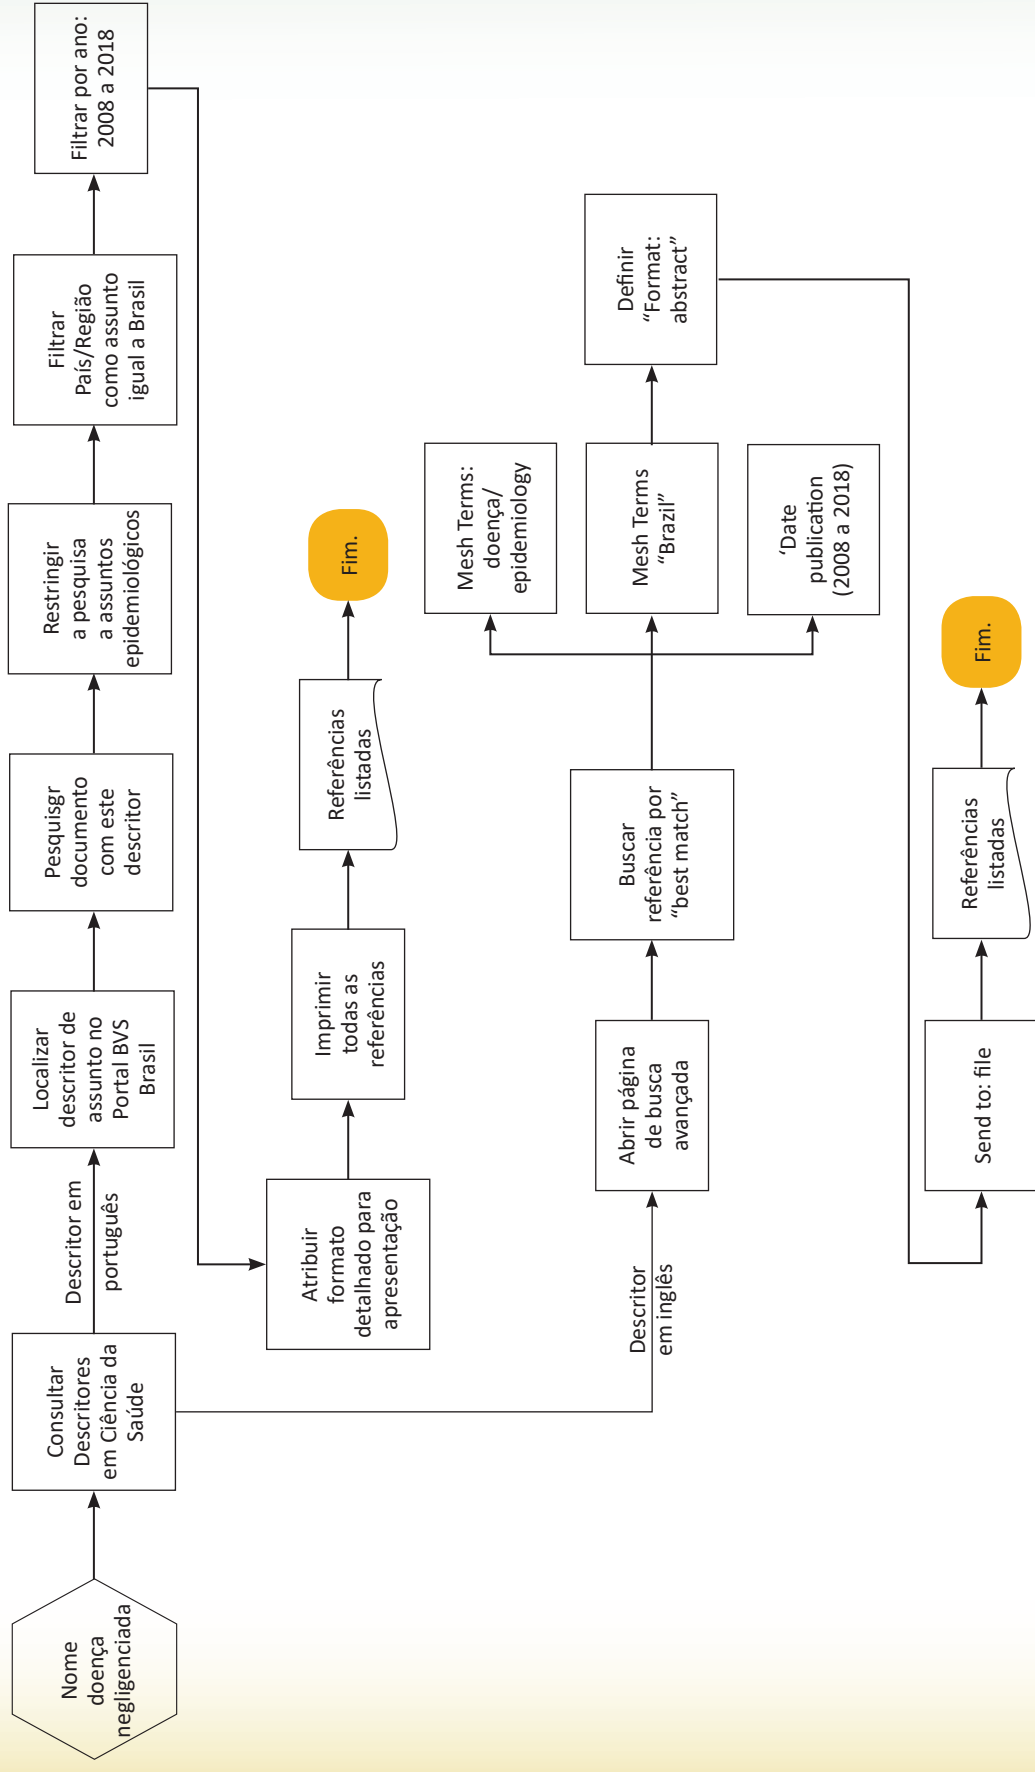 Nome
doença
negligenciada
Consultar
Descritores
em Ciência da
Saúde
Descritor em
português
Localizar
descritor de
assunto no
Portal BVS
Brasil
Pesquisgr
documento
com este
descritor
Restringir
a pesquisa
a assuntos
epidemiológicos
Filtrar
País/Região
como assunto
igual a Brasil
Filtrar por ano:
2008 a 2018
Atribuir
formato
detalhado para
apresentação
Imprimir
todas as
referências
Referências
listadas
Fim.
Descritor
em inglês
Abrir página
de busca
avançada
Buscar
referência por
“best match”
Mesh Terms:
doença/
epidemiology
Mesh Terms
“Brazil”
‘Date
publication
(2008 a 2018)
Definir
“Format:
abstract”
Send to: file
Referências
listadas
Fim.